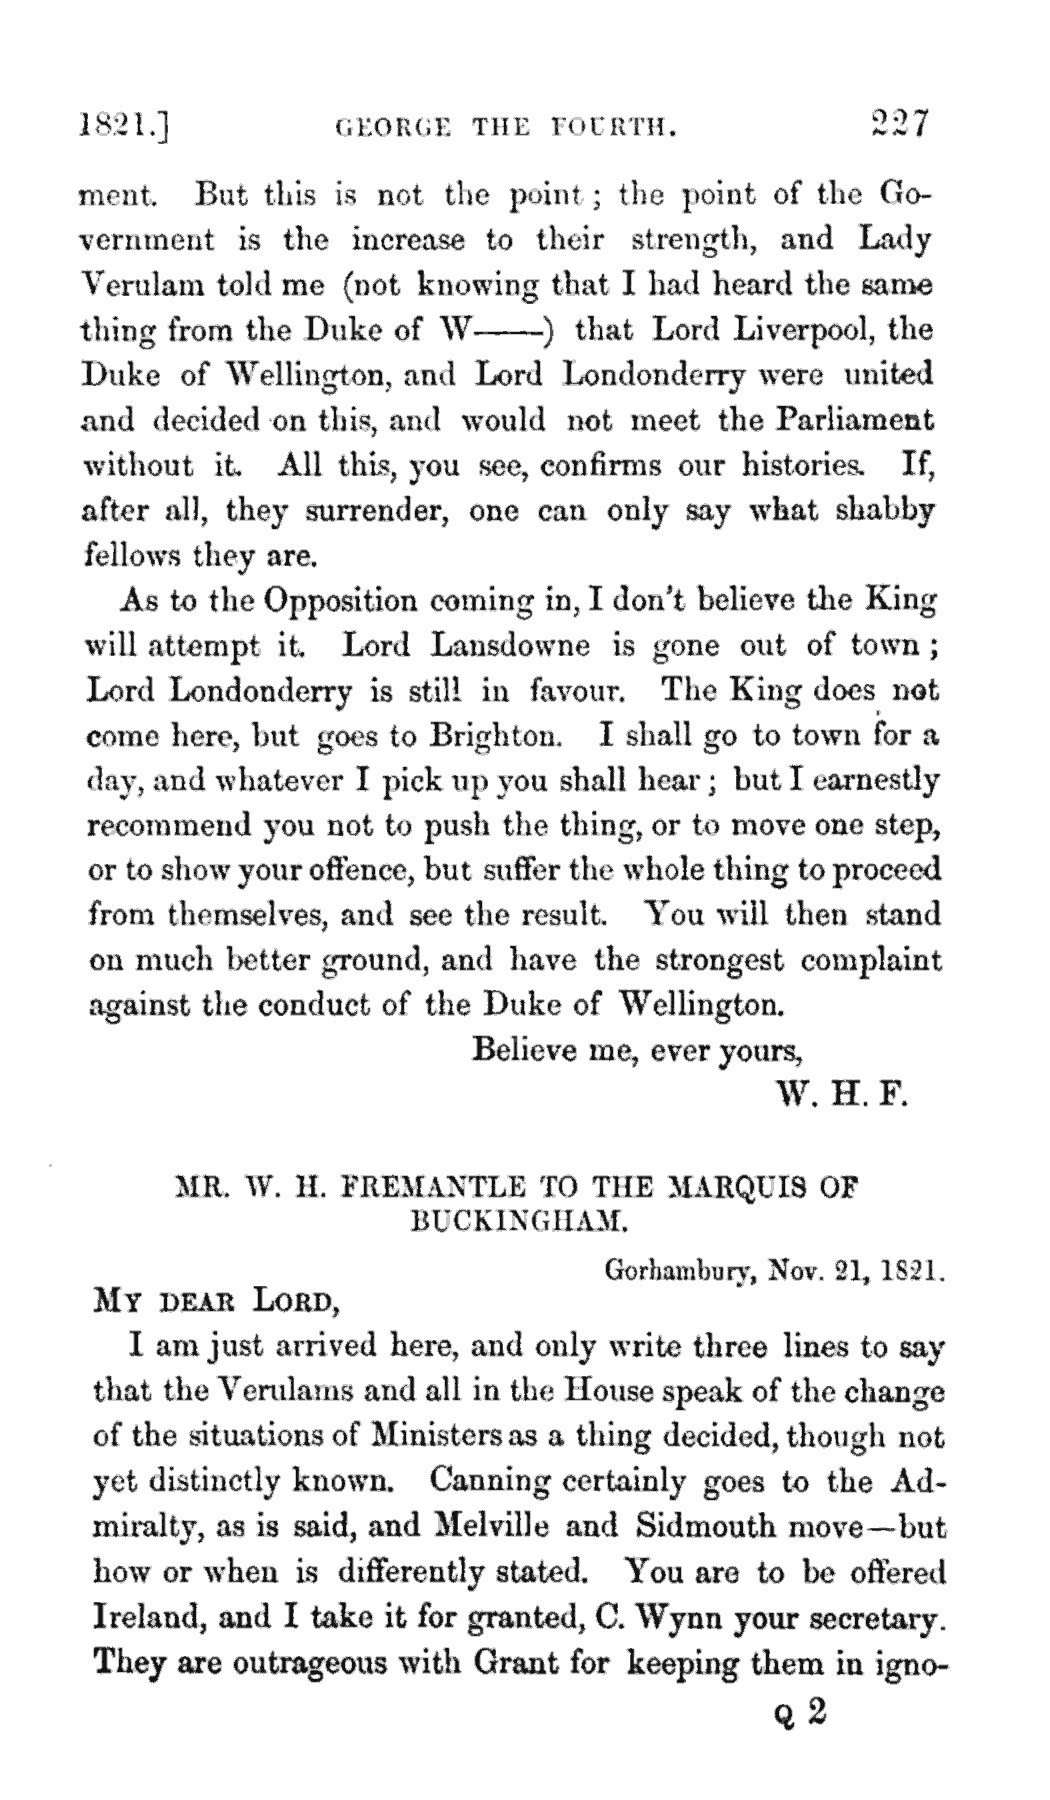 1821.] GEORGE THE FOURTH. 227
ment. But this is not the point; the point of the Go-
vernment is the increase to their strength, and Lady
Verulam told me (not knowing that I had heard the same
thing from the Duke of W——) that Lord Liverpool, the
Duke of Wellington, and Lord Londonderry were united
and decided on this, and would not meet the Parliament
without it. All this, you see, confirms our histories. If,
after all, they surrender, one can only say what shabby
fellows they are.
As to the Opposition coming in, I don't believe the King
will attempt it. Lord Lansdowne is gone out of town;
Lord Londonderry is still in favour. The King does not
come here, but goes to Brighton. I shall go to town for a
day, and whatever I pick up you shall hear; but I earnestly
recommend you not to push the thing, or to move one step,
or to show your offence, but suffer the whole thing to proceed
from themselves, and see the result. You will then stand
on much better ground, and have the strongest complaint
against the conduct of the Duke of Wellington.
Believe me, ever yours,
W. H. F.
MR. W. H. FREMANTLE TO THE MARQUIS OF
BUCKINGHAM.
Gorhambury, Nov. 21, 1821.
MY DEAR LORD,
I am just arrived here, and only write three lines to say
that the Verulams and all in the House speak of the change
of the situations of Ministers as a thing decided, though not
yet distinctly known. Canning certainly goes to the Ad-
miralty, as is said, and Melville and Sidmouth move—but
how or when is differently stated. You are to be offered
Ireland, and I take it for granted, C. Wynn your secretary.
They are outrageous with Grant for keeping them in igno-
Q 2